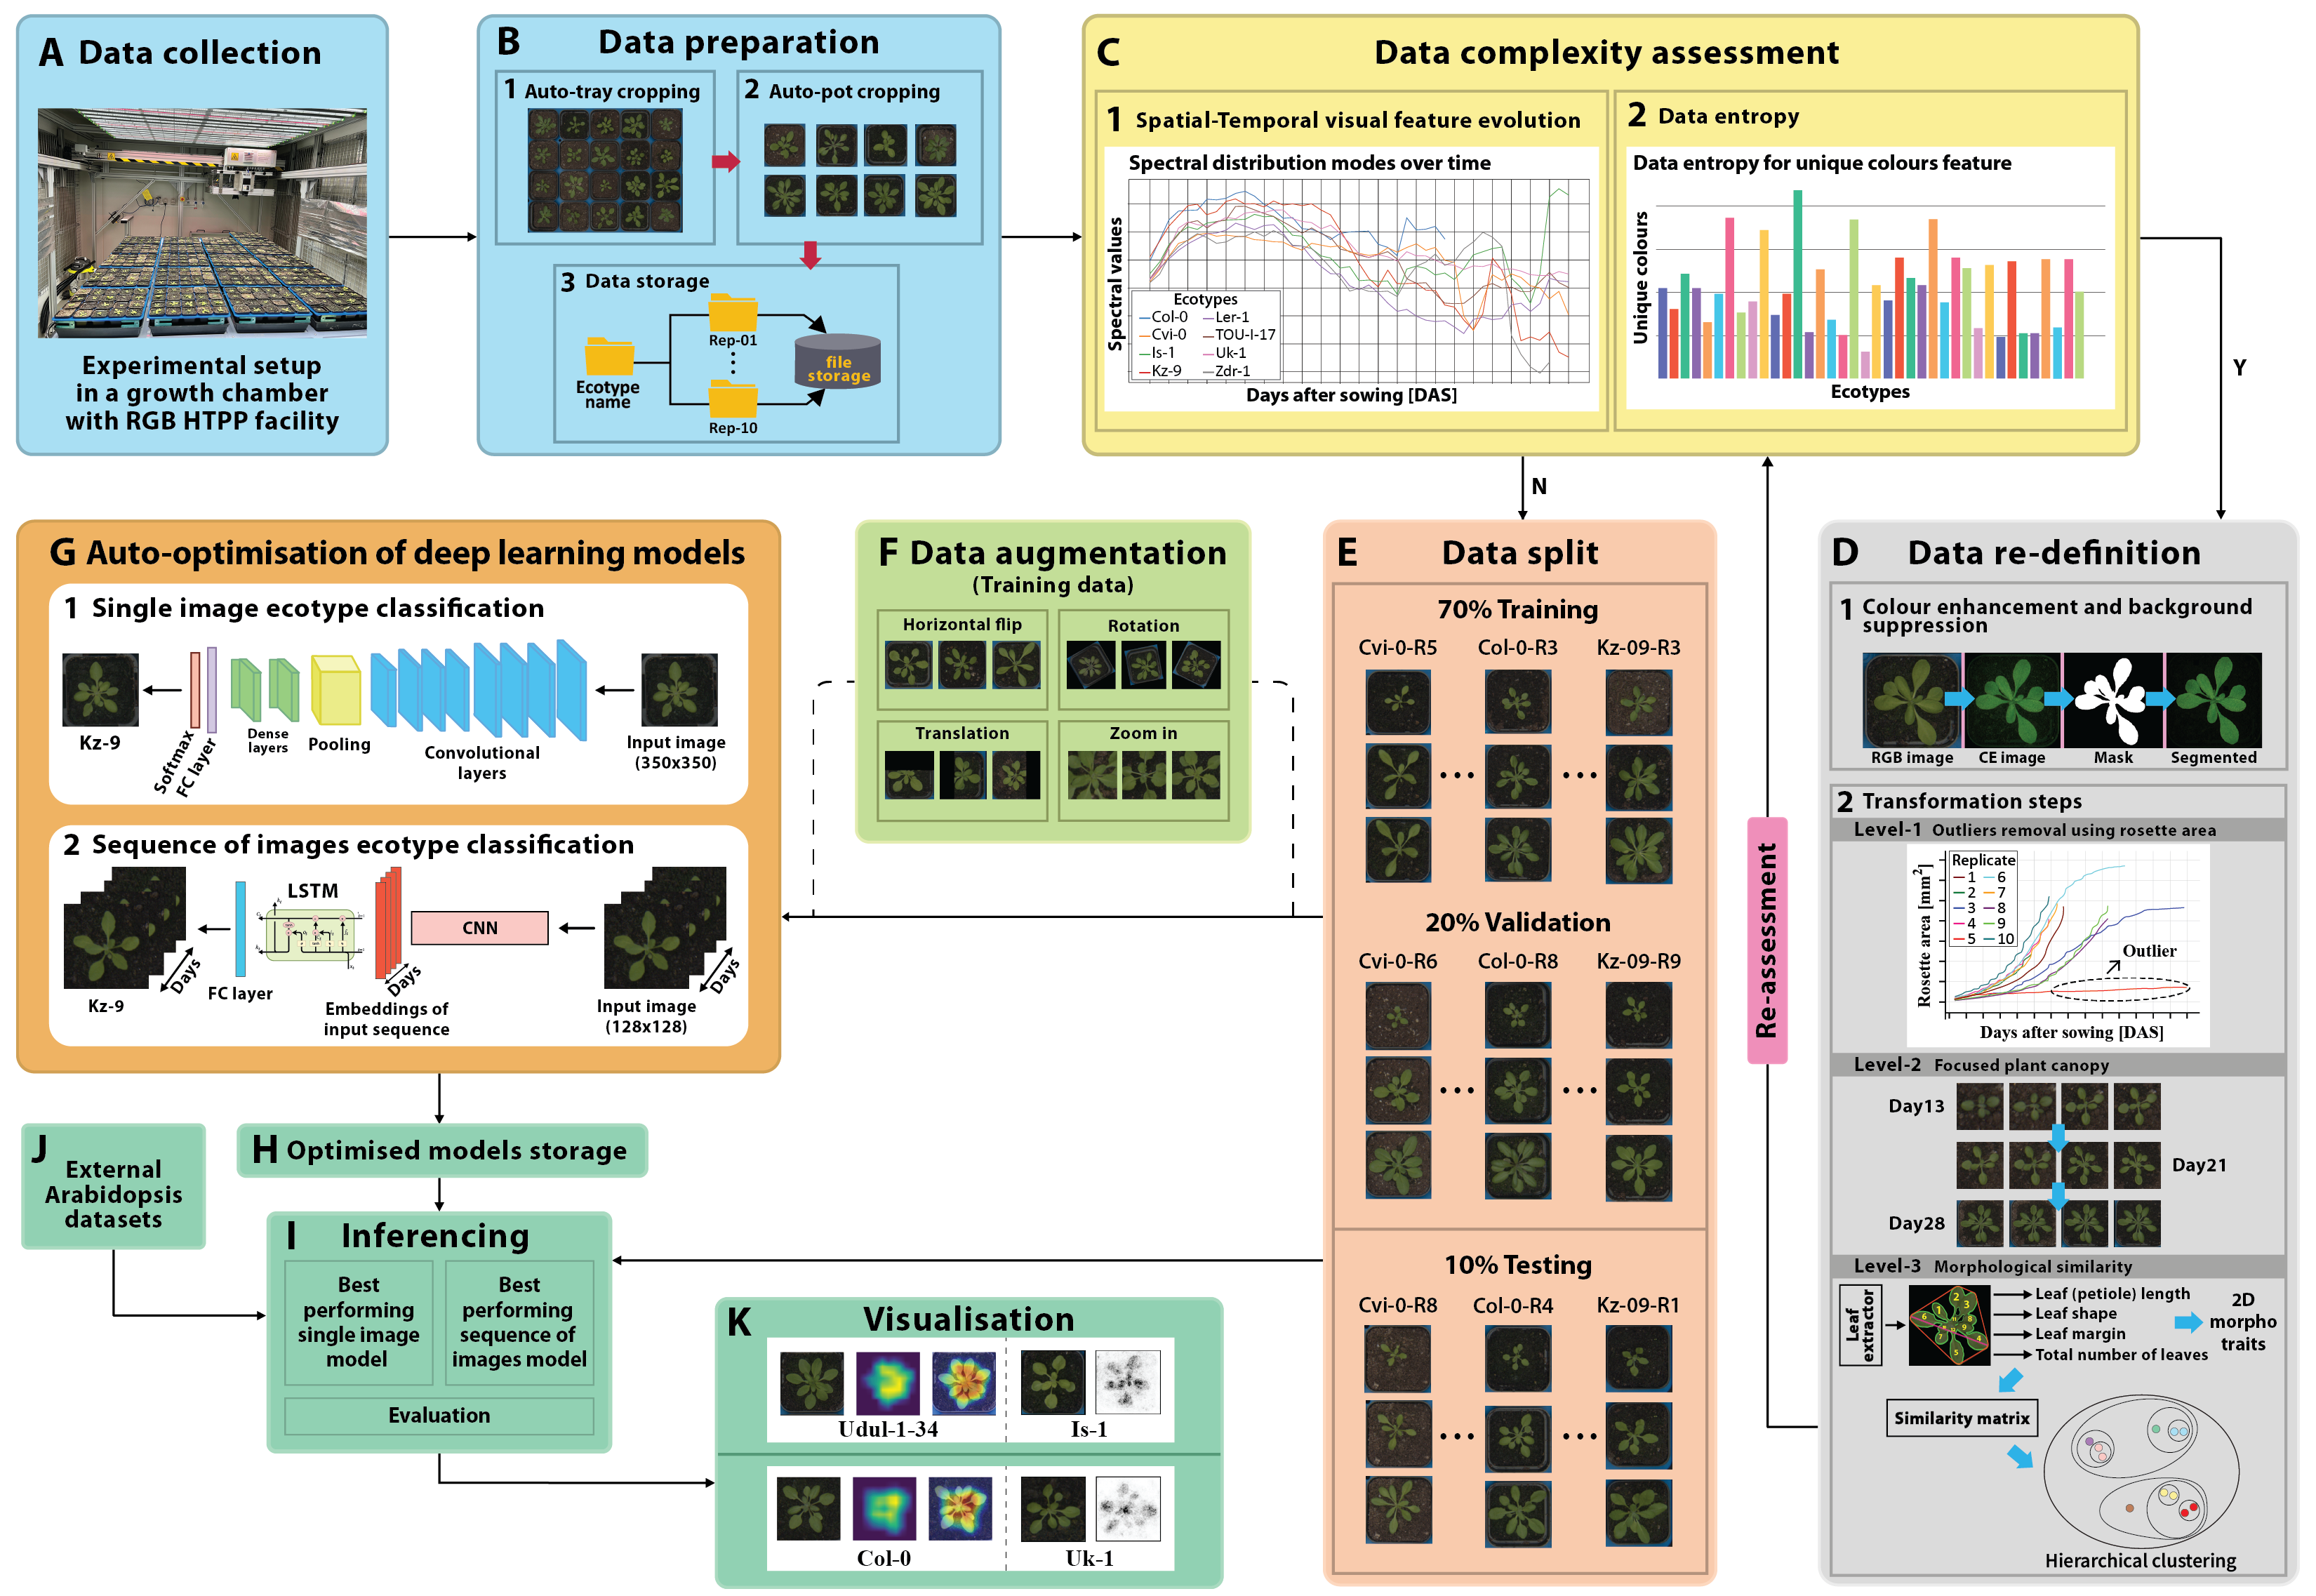 A Data collection
Experimental setup
in a growth chamber
with RGB HTPP facility
B Data preparation
1 Auto-tray cropping
2 Auto-pot cropping
3 Data storage
Ecotype
name
Rep-01
Rep-10
file
storage
C Data complexity assessment
1 Spatial-Temporal visual feature evolution
Spectral distribution modes over time
Spectral values
Ecotypes
Col-0
Cvi-0
Is-1
Kz-9
Ler-1
TOU-I-17
Uk-1
Zdr-1
Days after sowing [DAS]
2 Data entropy
Data entropy for unique colours feature
Unique colours
Ecotypes
Y
N
D Data re-definition
1 Colour enhancement and background
suppression
RGB image
CE image
Mask
Segmented
2 Transformation steps
Level-1 Outliers removal using rosette area
Rosette area [mm²]
Replicate
1 6
2 7
3 8
4 9
5 10
Outlier
Days after sowing [DAS]
Level-2 Focused plant canopy
Day13
Day21
Day28
Level-3 Morphological similarity
Leaf
extractor
Leaf (petiole) length
Leaf shape
Leaf margin
Total number of leaves
2D
morpho
traits
Similarity matrix
Hierarchical clustering
Re-assessment
E Data split
70% Training
Cvi-0-R5 Col-0-R3 Kz-09-R3
20% Validation
Cvi-0-R6 Col-0-R8 Kz-09-R9
10% Testing
Cvi-0-R8 Col-0-R4 Kz-09-R1
F Data augmentation
(Training data)
Horizontal flip
Rotation
Translation
Zoom in
G Auto-optimisation of deep learning models
1 Single image ecotype classification
Kz-9
Softmax
FC layer
Dense
layers
Pooling
Convolutional
layers
Input image
(350x350)
2 Sequence of images ecotype classification
Kz-9
Days
FC layer
LSTM
Days
Embeddings of
input sequence
CNN
Input image
(128x128)
Days
H Optimised models storage
J
External
Arabidopsis
datasets
I Inferencing
Best
performing
single image
model
Best
performing
sequence of
images model
Evaluation
K Visualisation
Udul-1-34
Is-1
Col-0
Uk-1